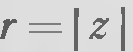 r = | z |